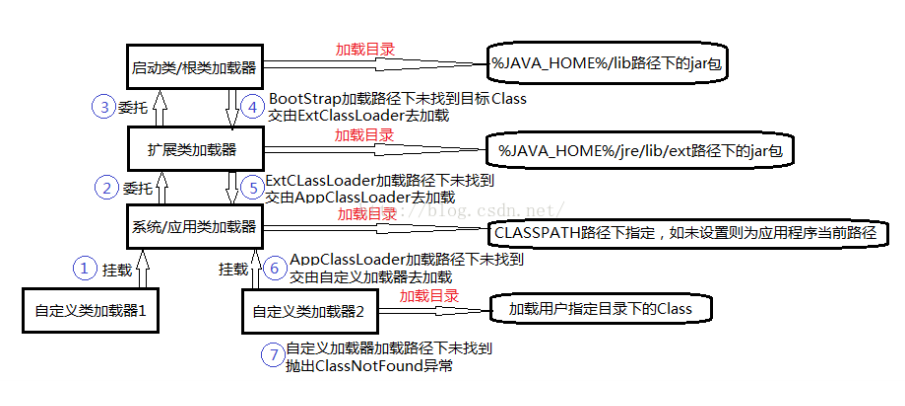 加载目录
启动类/根类加载器
%JAVA_HOME%/lib路径下的jar包
③ 委托
④ BootStrap加载路径下未找到目标Class
交由ExtClassLoader去加载
加载目录
扩展类加载器
%JAVA_HOME%/jre/lib/ext路径下的jar包
② 委托
⑤ ExtCLassLoader加载路径下未找到
交由AppClassLoader去加载
http://blog.csdn.net/
加载目录
系统/应用类加载器
CLASSPATH路径下指定，如未设置则为应用程序当前路径
① 挂载
挂载
⑥ AppClassLoader加载路径下未找到
交由自定义加载器去加载
加载目录
自定义类加载器1
自定义类加载器2
加载用户指定目录下的Class
⑦ 自定义加载器加载路径下未找到
抛出ClassNotFound异常